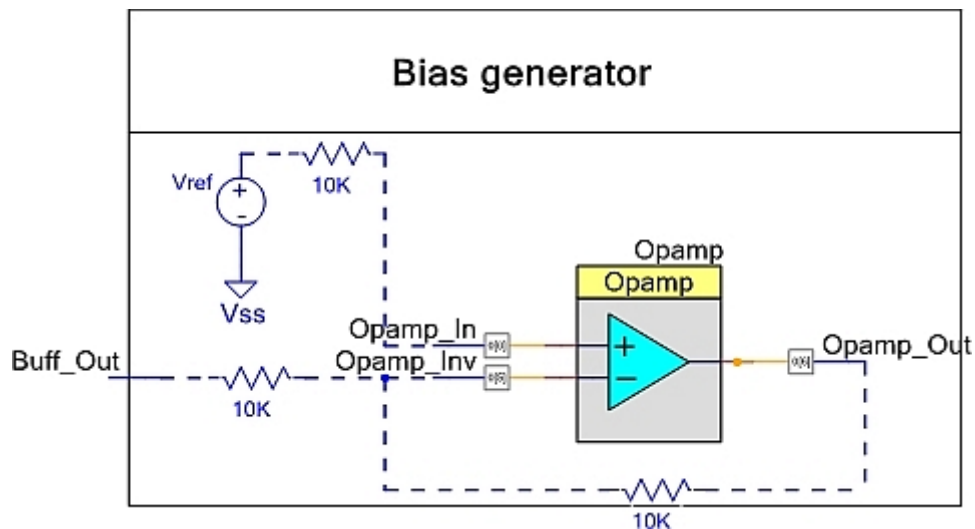 Bias generator
Vref
+
-
10K
Vss
Opamp
Opamp
Opamp_In
+
Opamp_Inv
−
Buff_Out
10K
Opamp_Out
10K